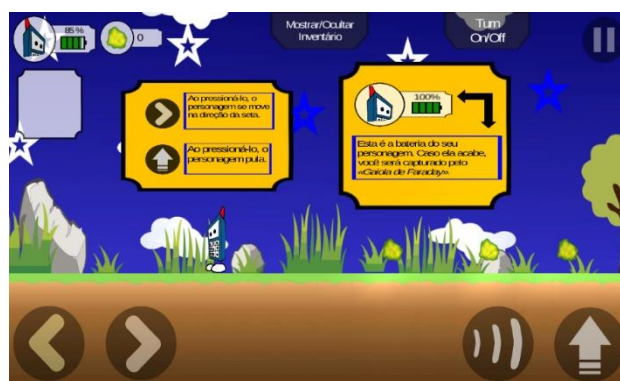 85%
0
Mostrar/Ocultar
Inventário
Turn
On/Off
Ao pressioná-lo, o
personagem se move
na direção da seta.
Ao pressioná-lo, o
personagem pula.
100%
Esta é a bateria do seu
personagem. Caso ela acabe,
você será capturado pelo
«Gaiola de Faraday»